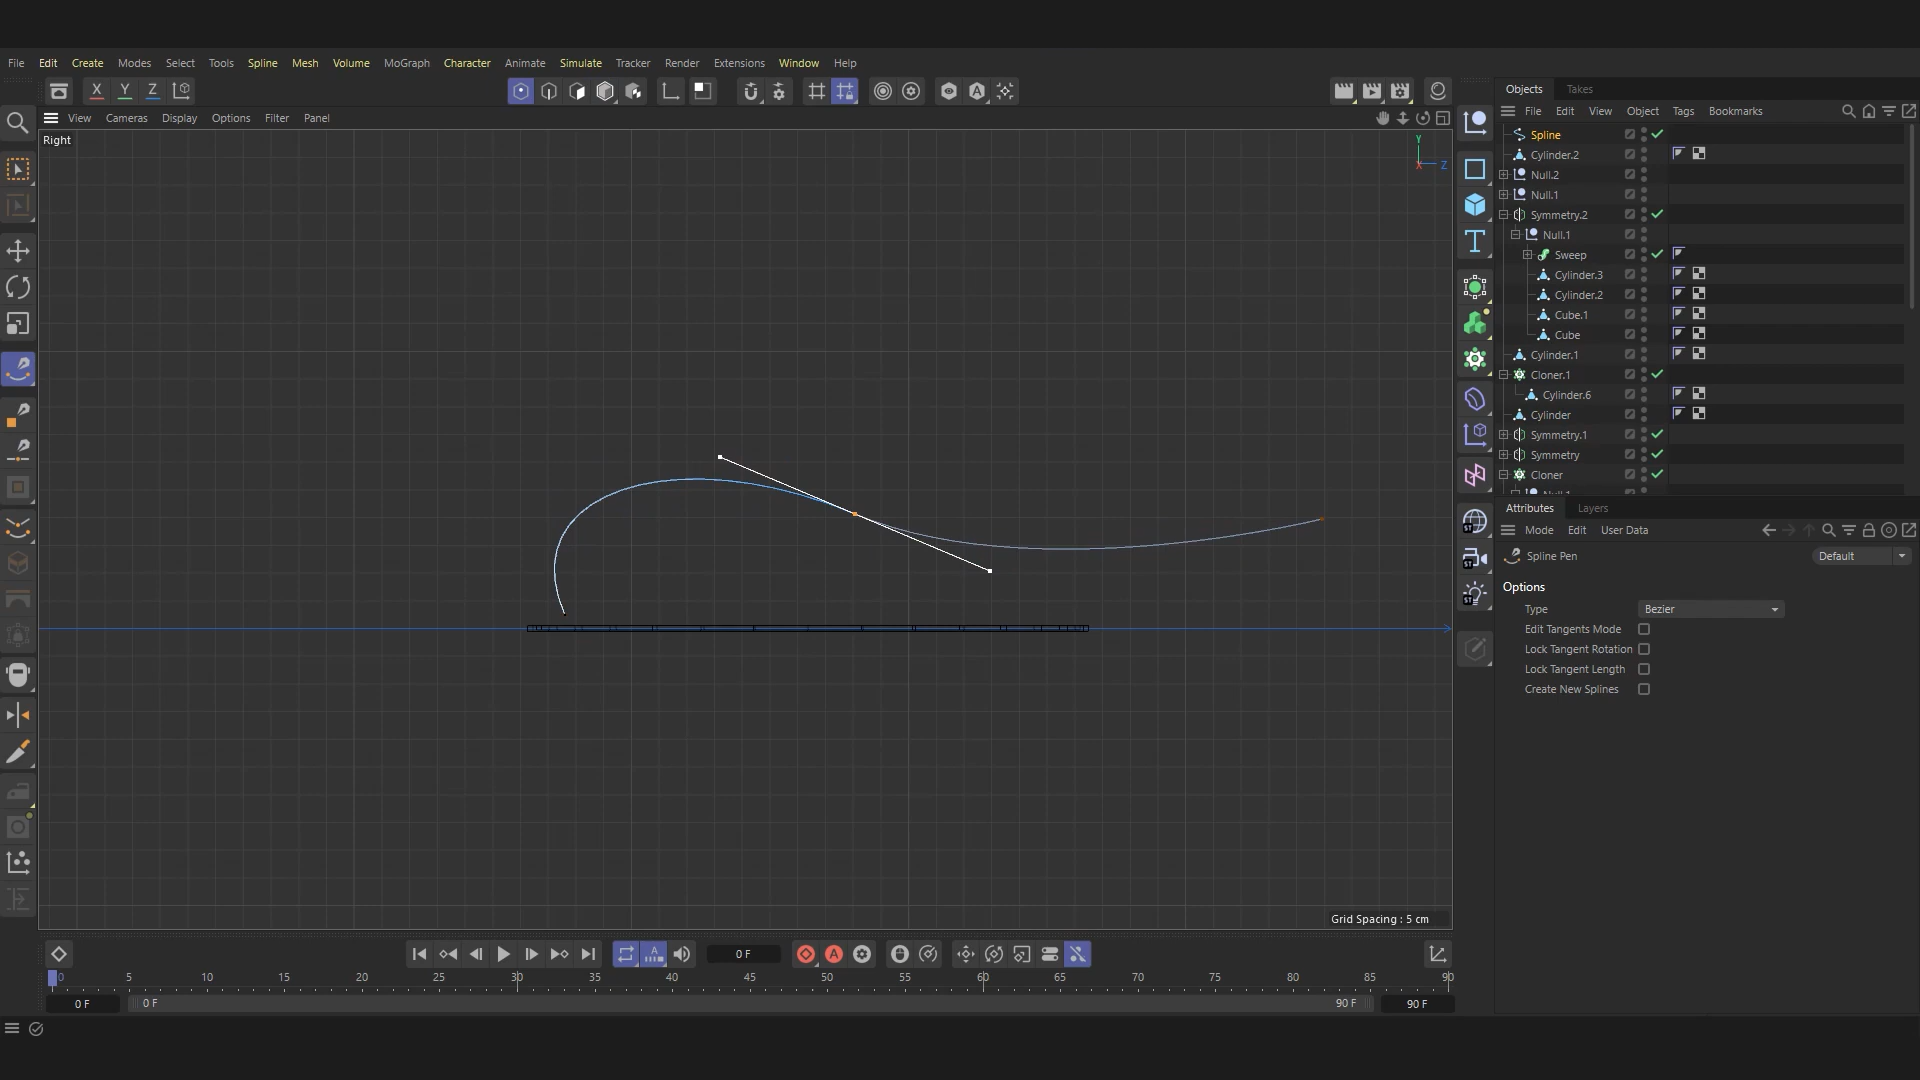 File Edit Create Modes Select Tools Spline Mesh Volume MoGraph Character Animate Simulate Tracker Render Extensions Window Help
X Y Z
View Cameras Display Options Filter Panel
Right
Y
X Z
Grid Spacing : 5 cm
Objects Takes
File Edit View Object Tags Bookmarks
Spline
Cylinder.2
Null.2
Null.1
Symmetry.2
Null.1
Sweep
Cylinder.3
Cylinder.2
Cube.1
Cube
Cylinder.1
Cloner.1
Cylinder.6
Cylinder
Symmetry.1
Symmetry
Cloner
Null.1
Attributes Layers
Mode Edit User Data
Spline Pen Default
Options
Type Bezier
Edit Tangents Mode
Lock Tangent Rotation
Lock Tangent Length
Create New Splines
T
ST
ST
ST
A
A 0 F A
0 5 10 15 20 25 30 35 40 45 50 55 60 65 70 75 80 85 90
0 F 0 F 90 F 90 F